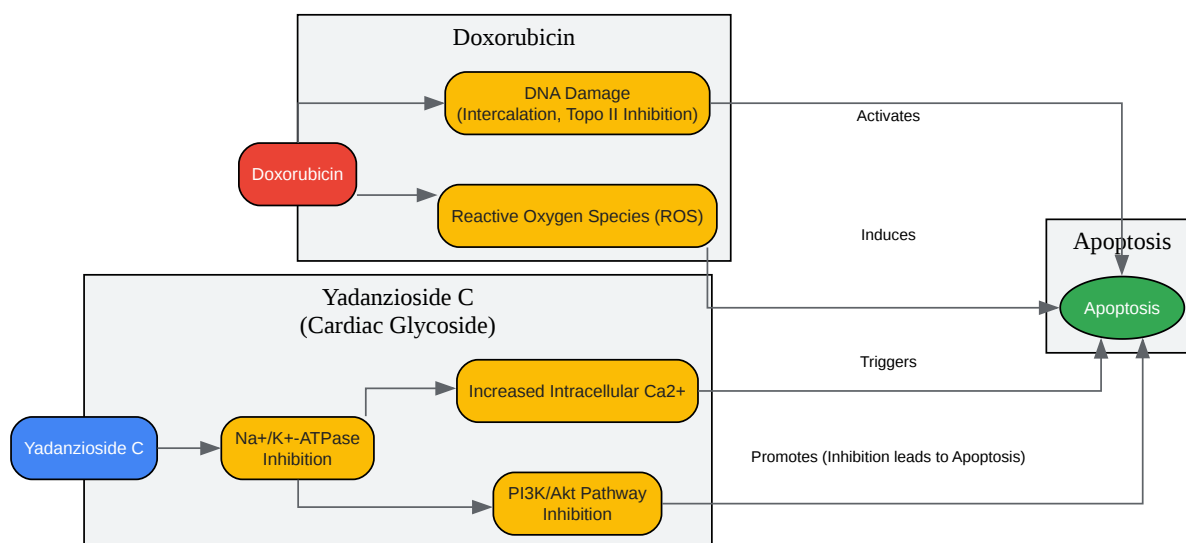 Doxorubicin
DNA Damage
(Intercalation, Topo II Inhibition)
Activates
Doxorubicin
Reactive Oxygen Species (ROS)
Induces
Apoptosis
Apoptosis
Yadanzioside C
(Cardiac Glycoside)
Increased Intracellular Ca2+
Triggers
Yadanzioside C
Na+/K+-ATPase
Inhibition
Promotes (Inhibition leads to Apoptosis)
PI3K/Akt Pathway
Inhibition